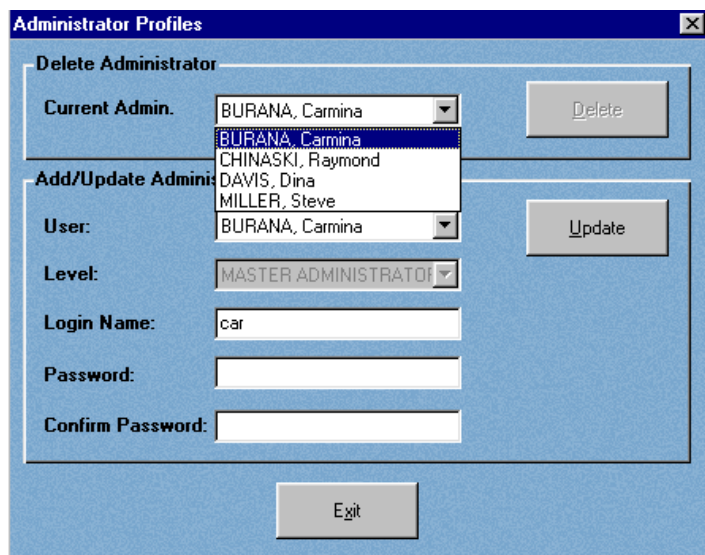 Administrator Profiles
Delete Administrator
Current Admin.
BURANA, Carmina
Delete
BURANA, Carmina
CHINASKI, Raymond
DAVIS, Dina
MILLER, Steve
Add/Update Adminis
User:
BURANA, Carmina
Update
Level:
MASTER ADMINISTRATOR
Login Name:
car
Password:
Confirm Password:
Exit